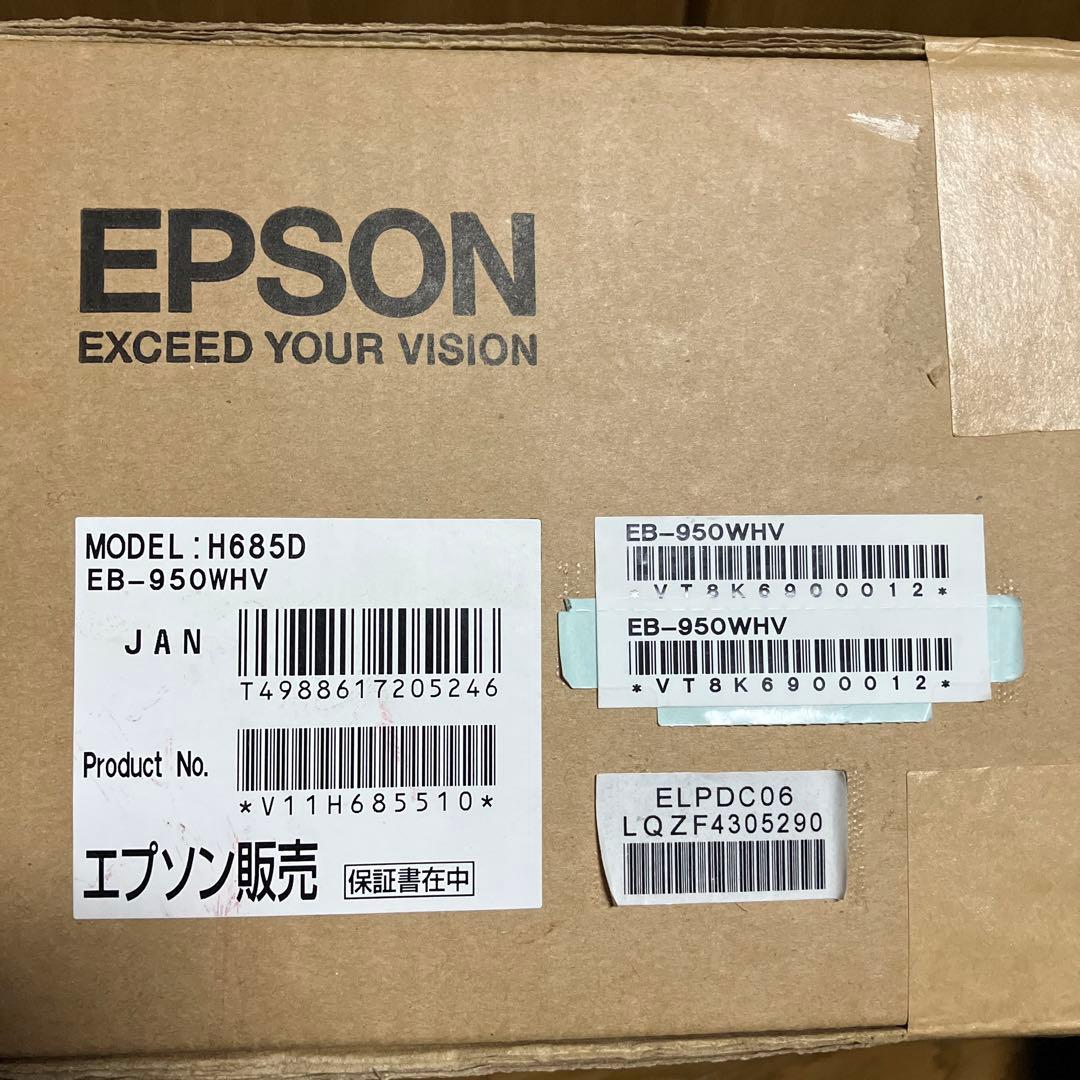 EPSON
EXCEED YOUR VISION
MODEL:H685D
EB-950WHV
JAN
T4988617205246
Product No.
*V11H685510*
エプソン販売
保証書在中
EB-950WHV
*VT8K6900012*
EB-950WHV
*VT8K6900012*
ELPDC06
LQZF4305290